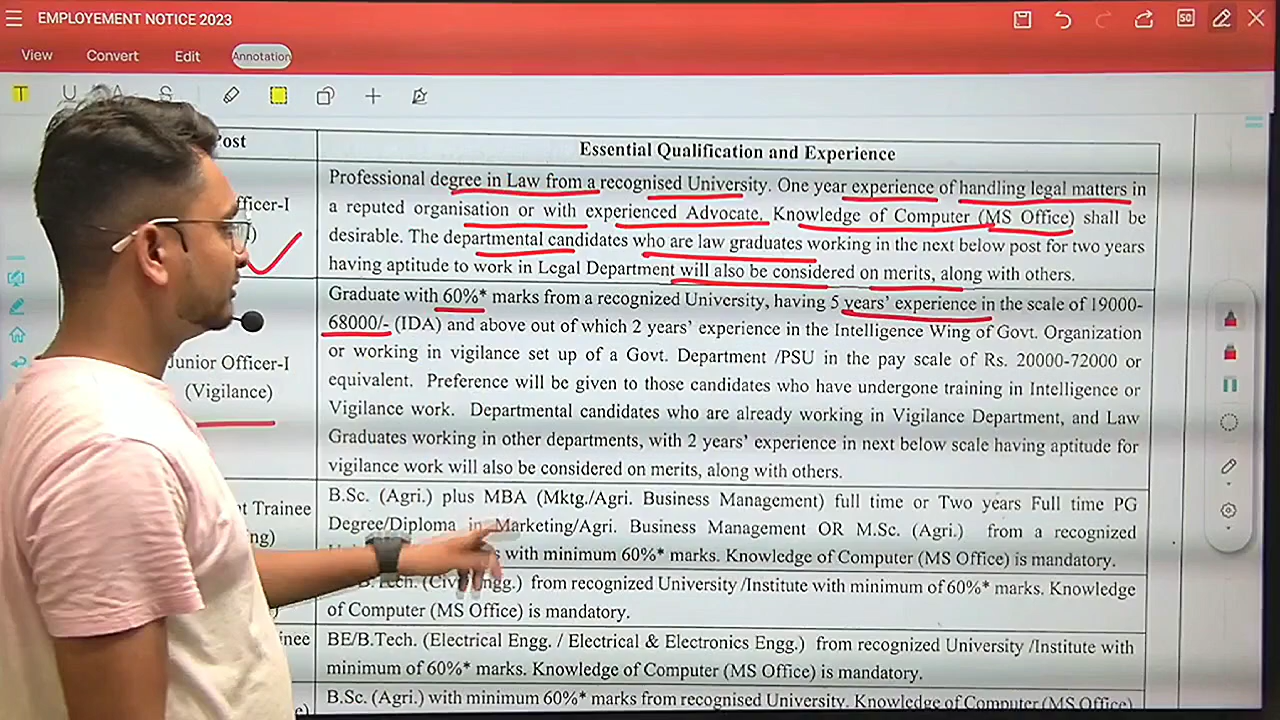 EMPLOYEMENT NOTICE 2023
50
View Convert Edit Annotation
T U A S
Post
Essential Qualification and Experience
Professional degree in Law from a recognised University. One year experience of handling legal matters in
a reputed organisation or with experienced Advocate. Knowledge of Computer (MS Office) shall be
desirable. The departmental candidates who are law graduates working in the next below post for two years
having aptitude to work in Legal Department will also be considered on merits, along with others.
Graduate with 60%* marks from a recognized University, having 5 years' experience in the scale of 19000-
68000/- (IDA) and above out of which 2 years' experience in the Intelligence Wing of Govt. Organization
or working in vigilance set up of a Govt. Department /PSU in the pay scale of Rs. 20000-72000 or
equivalent. Preference will be given to those candidates who have undergone training in Intelligence or
Vigilance work. Departmental candidates who are already working in Vigilance Department, and Law
Graduates working in other departments, with 2 years' experience in next below scale having aptitude for
vigilance work will also be considered on merits, along with others.
Junior Officer-I
(Vigilance)
Trainee
B.Sc. (Agri.) plus MBA (Mktg./Agri. Business Management) full time or Two years Full time PG
Degree/Diploma in Marketing/Agri. Business Management OR M.Sc. (Agri.) from a recognized
with minimum 60%* marks. Knowledge of Computer (MS Office) is mandatory.
(Civil Engg.) from recognized University /Institute with minimum of 60%* marks. Knowledge
of Computer (MS Office) is mandatory.
BE/B.Tech. (Electrical Engg. / Electrical & Electronics Engg.) from recognized University /Institute with
minimum of 60%* marks. Knowledge of Computer (MS Office) is mandatory.
B.Sc. (Agri.) with minimum 60%* marks from recognised University. Knowledge of Computer (MS Office)